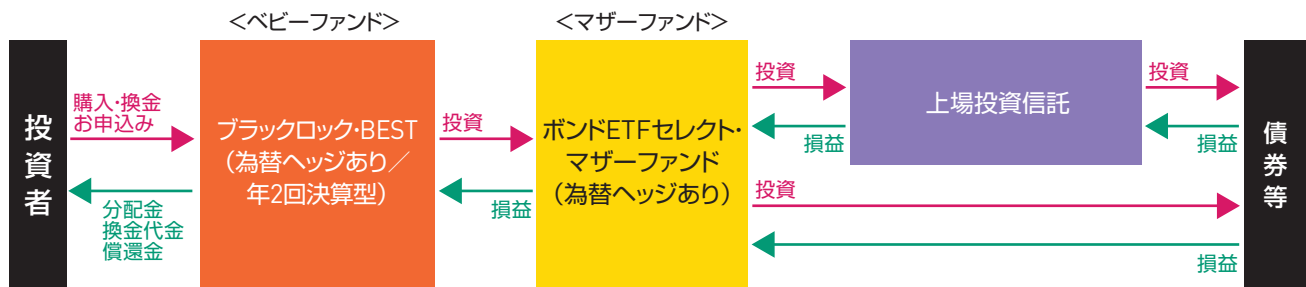 <ベビーファンド>
<マザーファンド>
投資者
購入・換金
お申込み
分配金
換金代金
償還金
ブラックロック・BEST
(為替ヘッジあり/
年2回決算型)
投資
損益
ボンドETFセレクト・
マザーファンド
(為替ヘッジあり)
投資
損益
上場投資信託
投資
損益
投資
損益
債券等